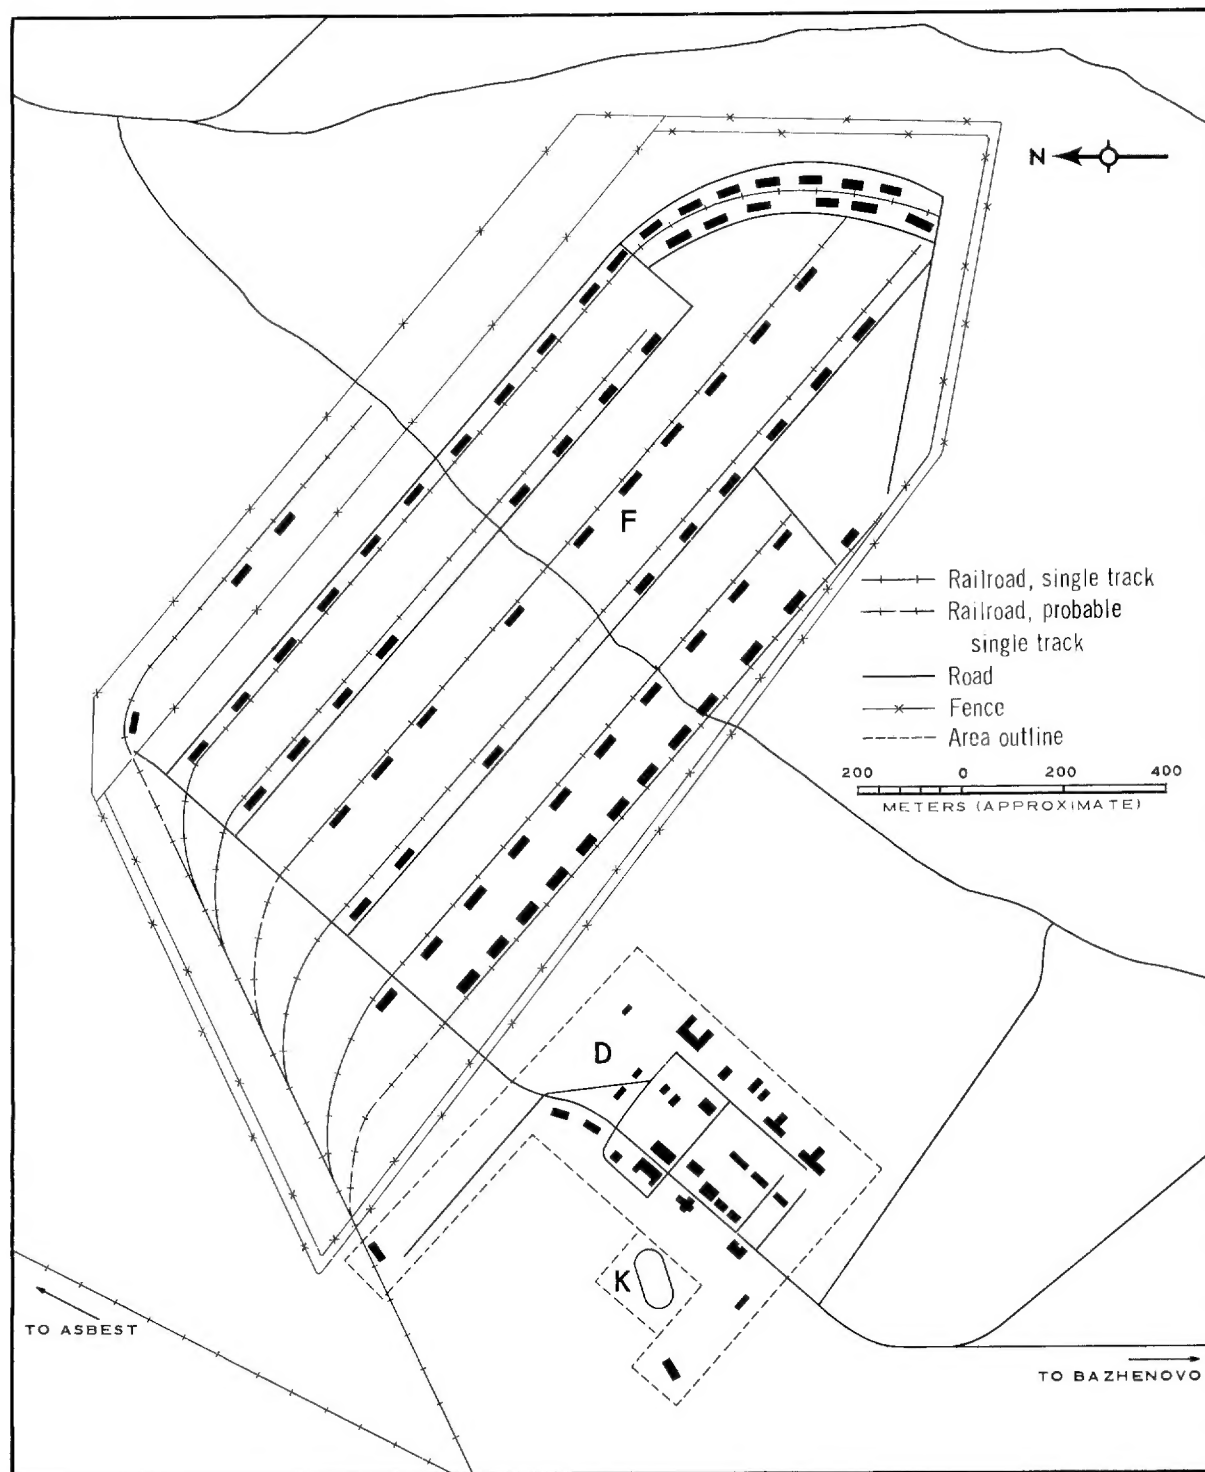 N
F
Railroad, single track
Railroad, probable
single track
Road
Fence
Area outline
200 0 200 400
METERS (APPROXIMATE)
D
K
TO ASBEST
TO BAZHENOVO